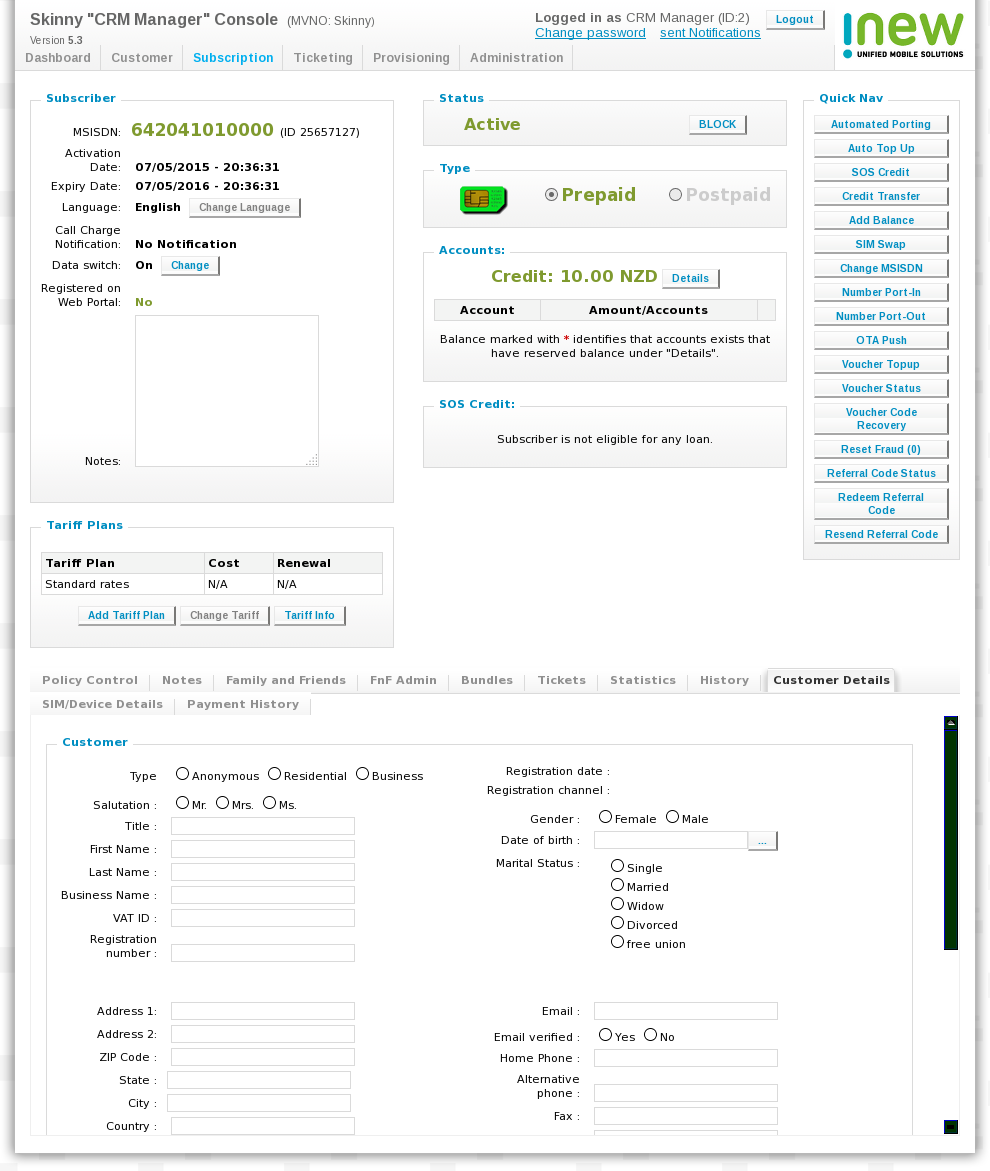 Skinny "CRM Manager" Console (MVNO: Skinny)
Version 5.3
Logged in as CRM Manager (ID:2) Logout
Change password sent Notifications
inew
UNIFIED MOBILE SOLUTIONS
Dashboard Customer Subscription Ticketing Provisioning Administration
Subscriber
MSISDN: 642041010000 (ID 25657127)
Activation
Date: 07/05/2015 - 20:36:31
Expiry Date: 07/05/2016 - 20:36:31
Language: English Change Language
Call Charge
Notification: No Notification
Data switch: On Change
Registered on
Web Portal: No
Notes:
Tariff Plans
Tariff Plan Cost Renewal
Standard rates N/A N/A
Add Tariff Plan Change Tariff Tariff Info
Status
Active BLOCK
Type
Prepaid Postpaid
Accounts:
Credit: 10.00 NZD Details
Account Amount/Accounts
Balance marked with * identifies that accounts exists that
have reserved balance under "Details".
SOS Credit:
Subscriber is not eligible for any loan.
Quick Nav
Automated Porting
Auto Top Up
SOS Credit
Credit Transfer
Add Balance
SIM Swap
Change MSISDN
Number Port-In
Number Port-Out
OTA Push
Voucher Topup
Voucher Status
Voucher Code
Recovery
Reset Fraud (0)
Referral Code Status
Redeem Referral
Code
Resend Referral Code
Policy Control Notes Family and Friends FnF Admin Bundles Tickets Statistics History Customer Details
SIM/Device Details Payment History
Customer
Type Anonymous Residential Business
Salutation : Mr. Mrs. Ms.
Title :
First Name :
Last Name :
Business Name :
VAT ID :
Registration
number :
Registration date :
Registration channel :
Gender : Female Male
Date of birth : ...
Marital Status : Single
Married
Widow
Divorced
free union
Address 1:
Address 2:
ZIP Code :
State :
City :
Country :
Email :
Email verified : Yes No
Home Phone :
Alternative
phone :
Fax :